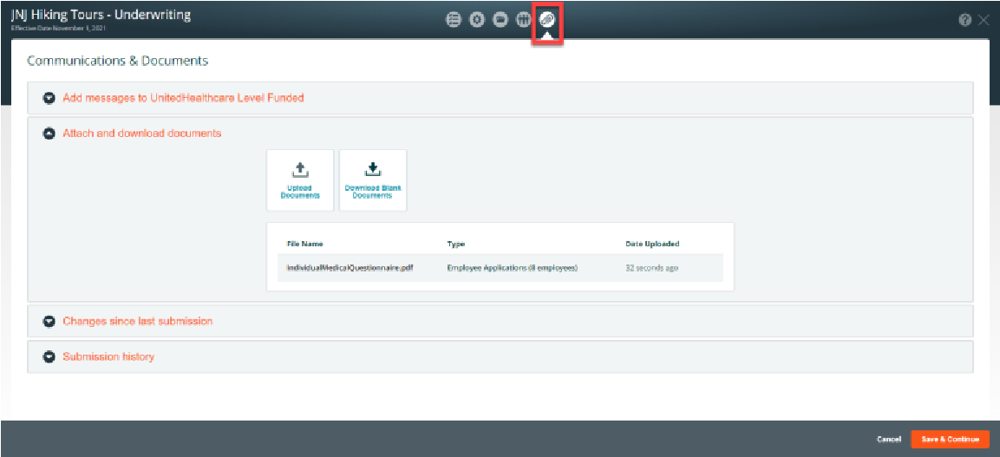 JNJ Hiking Tours - Underwriting
Effective Date November 1, 2021
Communications & Documents
Add messages to UnitedHealthcare Level Funded
Attach and download documents
Upload
Documents
Download Blank
Documents
File Name Type Date Uploaded
IndividualMedicalQuestionnaire.pdf Employee Applications (8 employees) 32 seconds ago
Changes since last submission
Submission history
Cancel Save & Continue